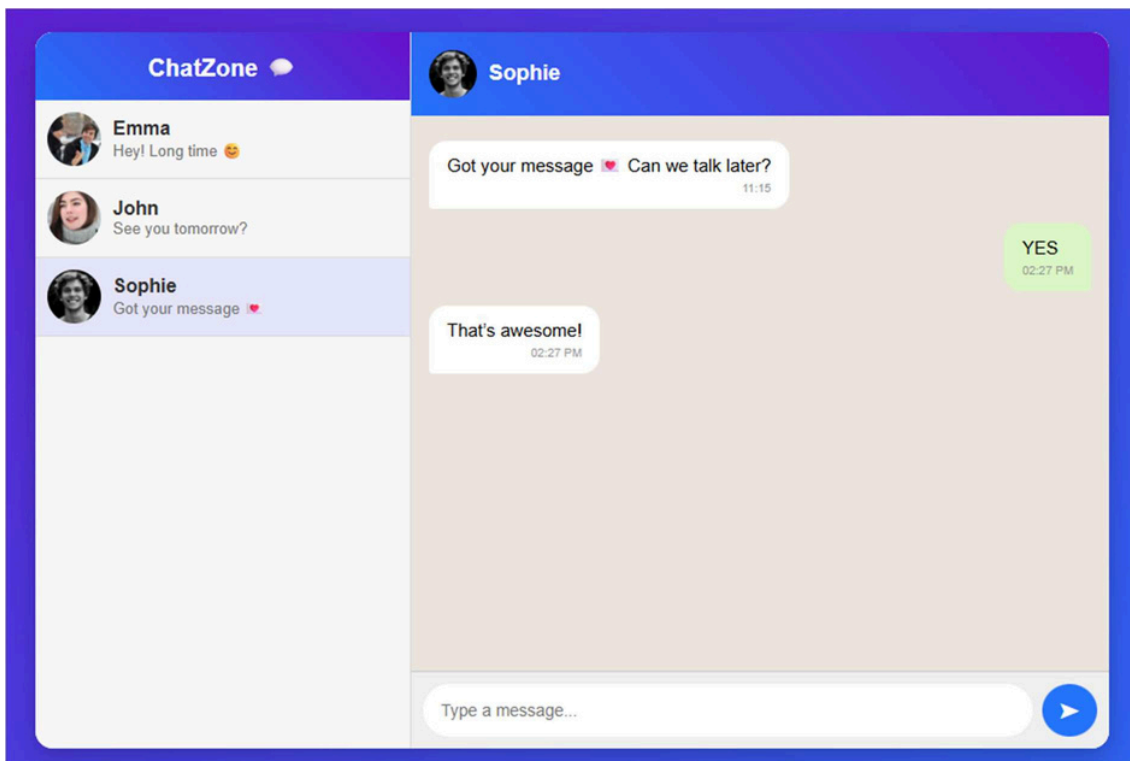 ChatZone 💬
Emma
Hey! Long time 😊
John
See you tomorrow?
Sophie
Got your message 💌
Sophie
Got your message 💌 Can we talk later?
11:15
YES
02:27 PM
That’s awesome!
02:27 PM
Type a message...